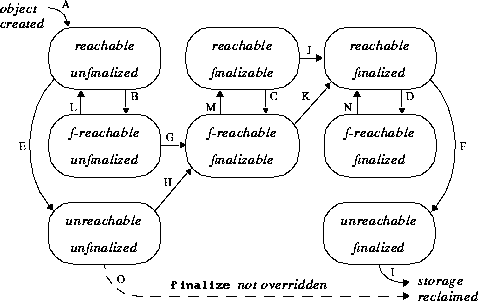 object
created
A
reachable
unfinalized
reachable
finalizable
J
reachable
finalized
L
B
M
C
K
N
D
f-reachable
unfinalized
G
f-reachable
finalizable
f-reachable
finalized
E
F
H
unreachable
unfinalized
unreachable
finalized
O
finalize not overridden
I
storage
reclaimed